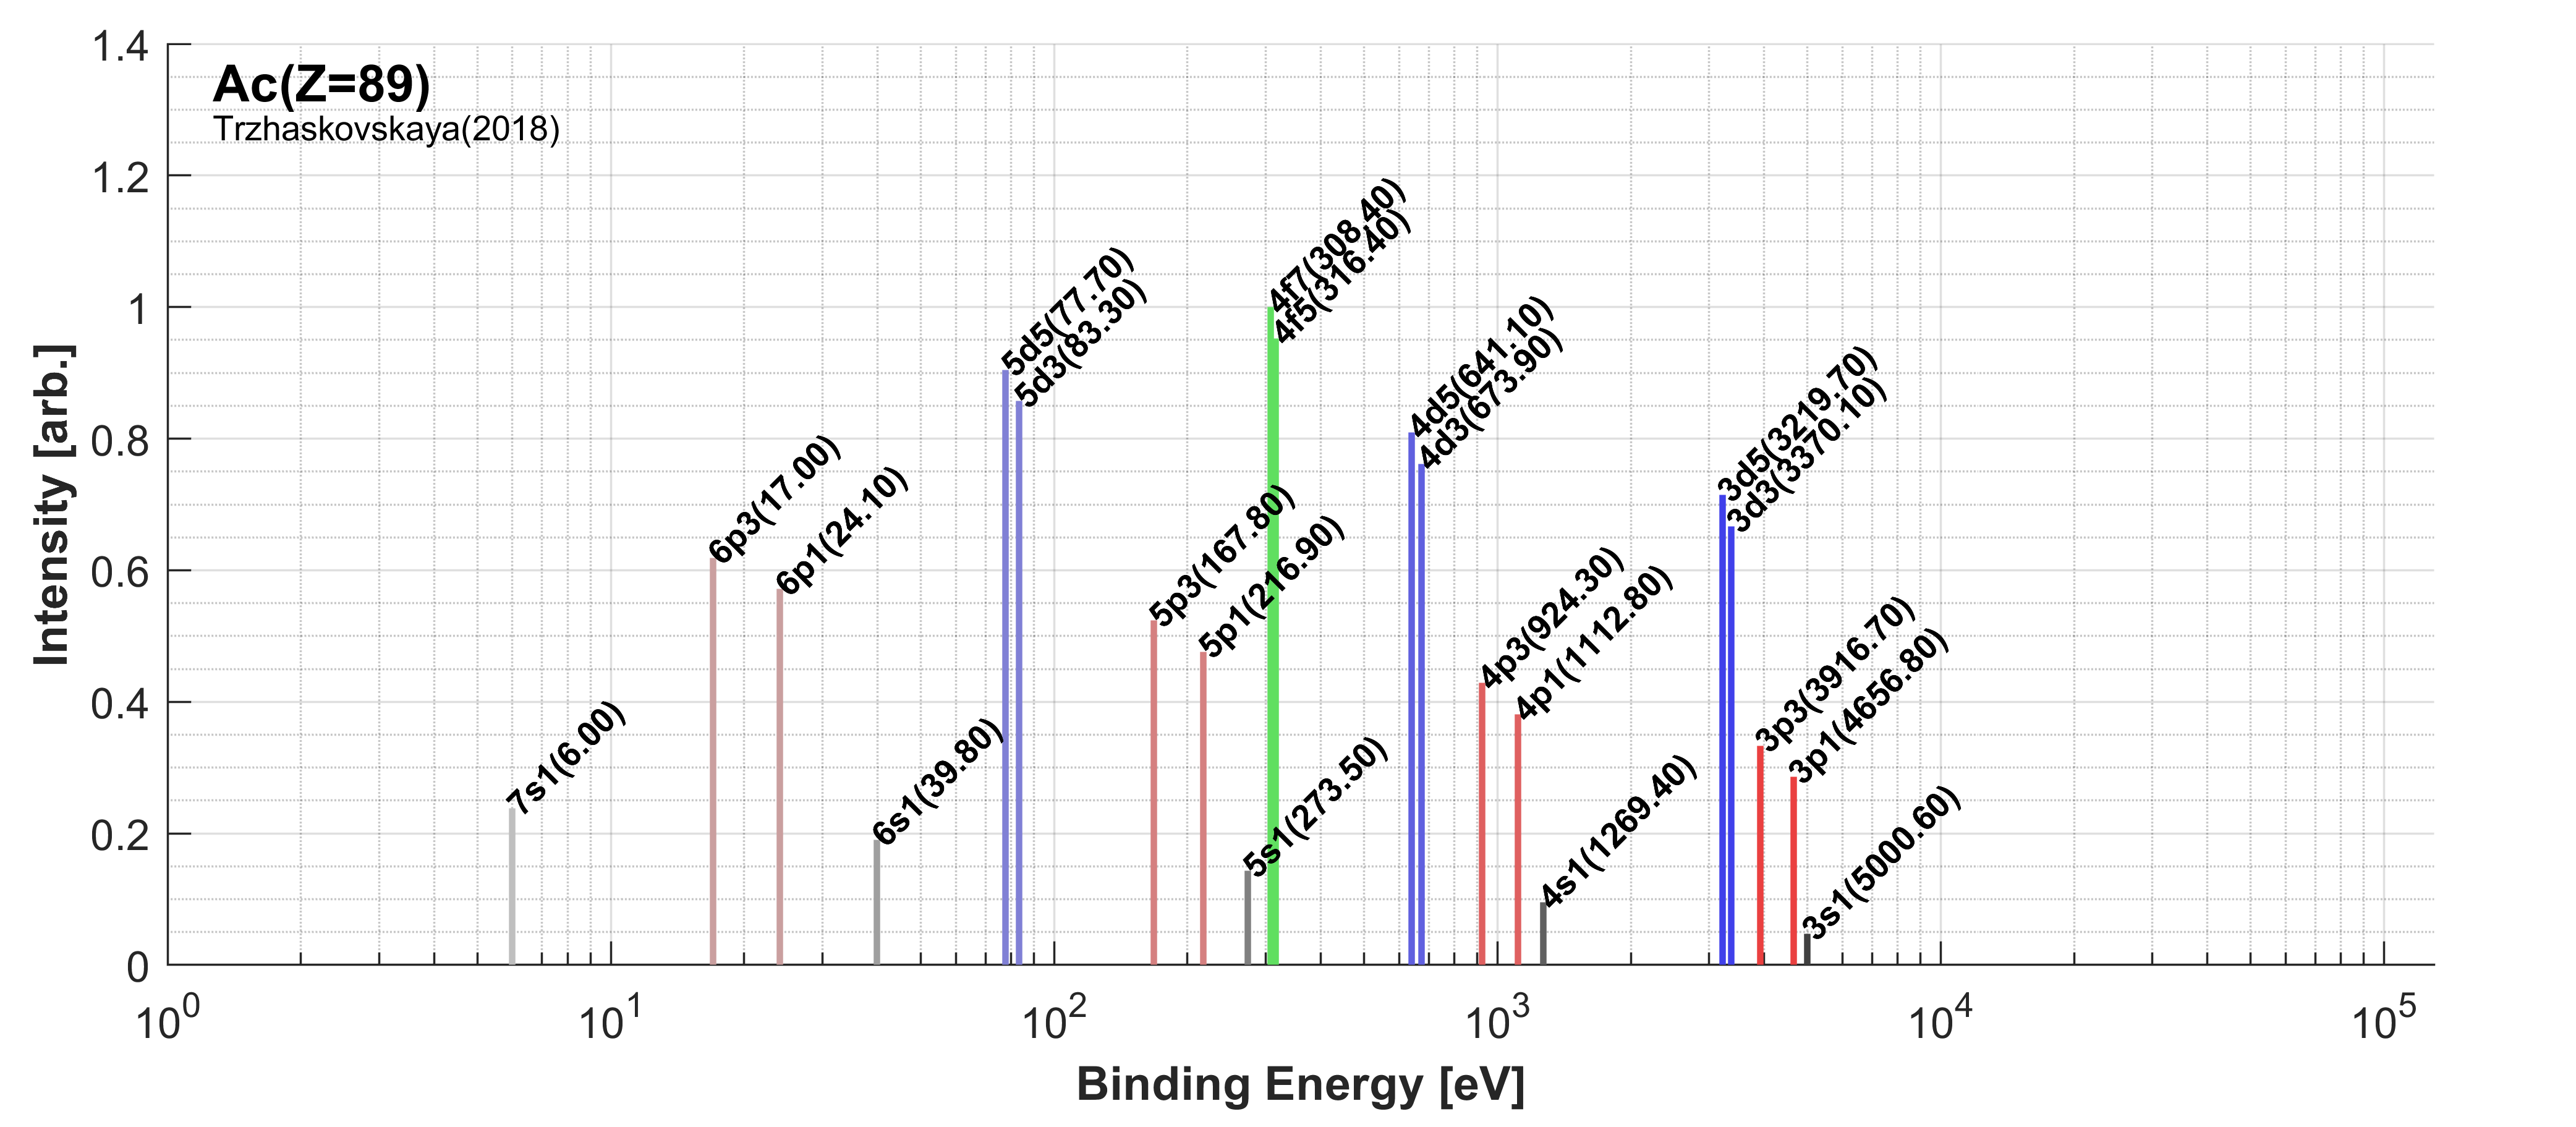 Ac(Z=89)
Trzhaskovskaya(2018)
Intensity [arb.]
1.4
1.2
1
0.8
0.6
0.4
0.2
0
7s1(6.00)
6p3(17.00)
6p1(24.10)
6s1(39.80)
5d5(77.70)
5d3(83.30)
5p3(167.80)
5p1(216.90)
5s1(273.50)
4f7(308.40)
4f5(316.40)
4d5(641.10)
4d3(673.90)
4p3(924.30)
4p1(1112.80)
4s1(1269.40)
3d5(3219.70)
3d3(3370.10)
3p3(3916.70)
3p1(4656.80)
3s1(5000.60)
10^0 10^1 10^2 10^3 10^4 10^5
Binding Energy [eV]